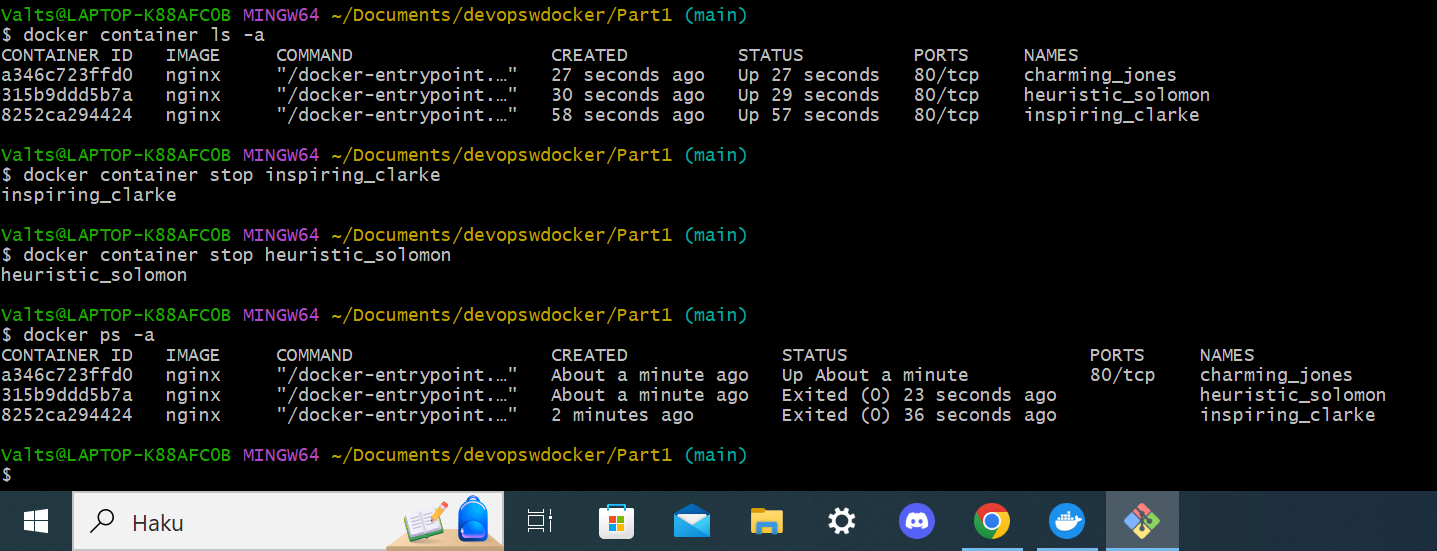 Valts@LAPTOP-K88AFC0B MINGW64 ~/Documents/devopswdocker/Part1 (main)
$ docker container ls -a
CONTAINER ID   IMAGE     COMMAND                  CREATED          STATUS          PORTS     NAMES
a346c723ffd0   nginx     "/docker-entrypoint.…"   27 seconds ago   Up 27 seconds   80/tcp    charming_jones
315b9ddd5b7a   nginx     "/docker-entrypoint.…"   30 seconds ago   Up 29 seconds   80/tcp    heuristic_solomon
8252ca294424   nginx     "/docker-entrypoint.…"   58 seconds ago   Up 57 seconds   80/tcp    inspiring_clarke
Valts@LAPTOP-K88AFC0B MINGW64 ~/Documents/devopswdocker/Part1 (main)
$ docker container stop inspiring_clarke
inspiring_clarke
Valts@LAPTOP-K88AFC0B MINGW64 ~/Documents/devopswdocker/Part1 (main)
$ docker container stop heuristic_solomon
heuristic_solomon
Valts@LAPTOP-K88AFC0B MINGW64 ~/Documents/devopswdocker/Part1 (main)
$ docker ps -a
CONTAINER ID   IMAGE     COMMAND                  CREATED              STATUS                      PORTS     NAMES
a346c723ffd0   nginx     "/docker-entrypoint.…"   About a minute ago   Up About a minute           80/tcp    charming_jones
315b9ddd5b7a   nginx     "/docker-entrypoint.…"   About a minute ago   Exited (0) 23 seconds ago             heuristic_solomon
8252ca294424   nginx     "/docker-entrypoint.…"   2 minutes ago        Exited (0) 36 seconds ago             inspiring_clarke
Valts@LAPTOP-K88AFC0B MINGW64 ~/Documents/devopswdocker/Part1 (main)
$
Haku